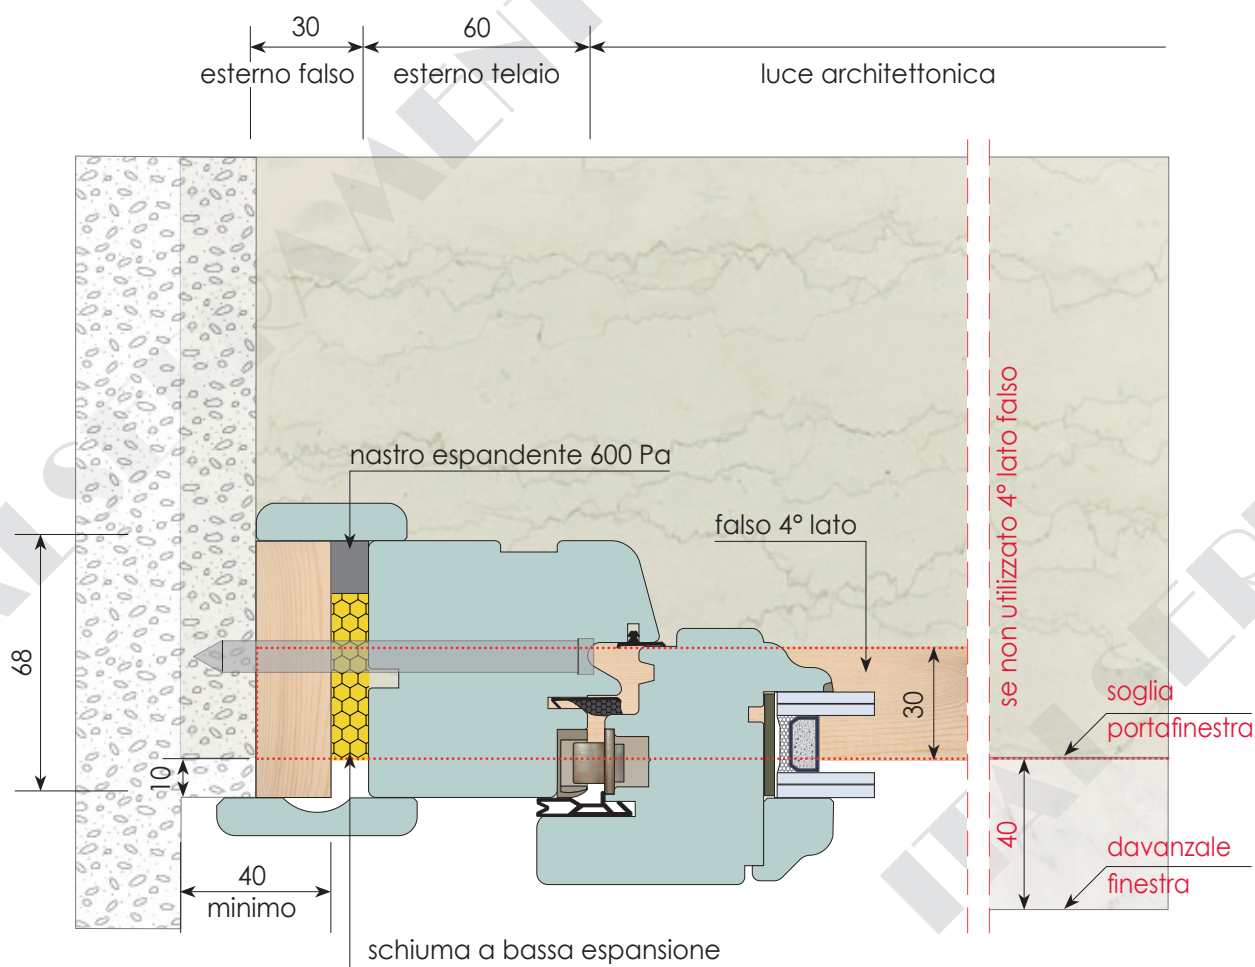 30
60
esterno falso
esterno telaio
luce architettonica
nastro espandente 600 Pa
falso 4° lato
se non utilizzato 4° lato falso
68
30
soglia
portafinestra
10
40
minimo
40
davanzale
finestra
schiuma a bassa espansione